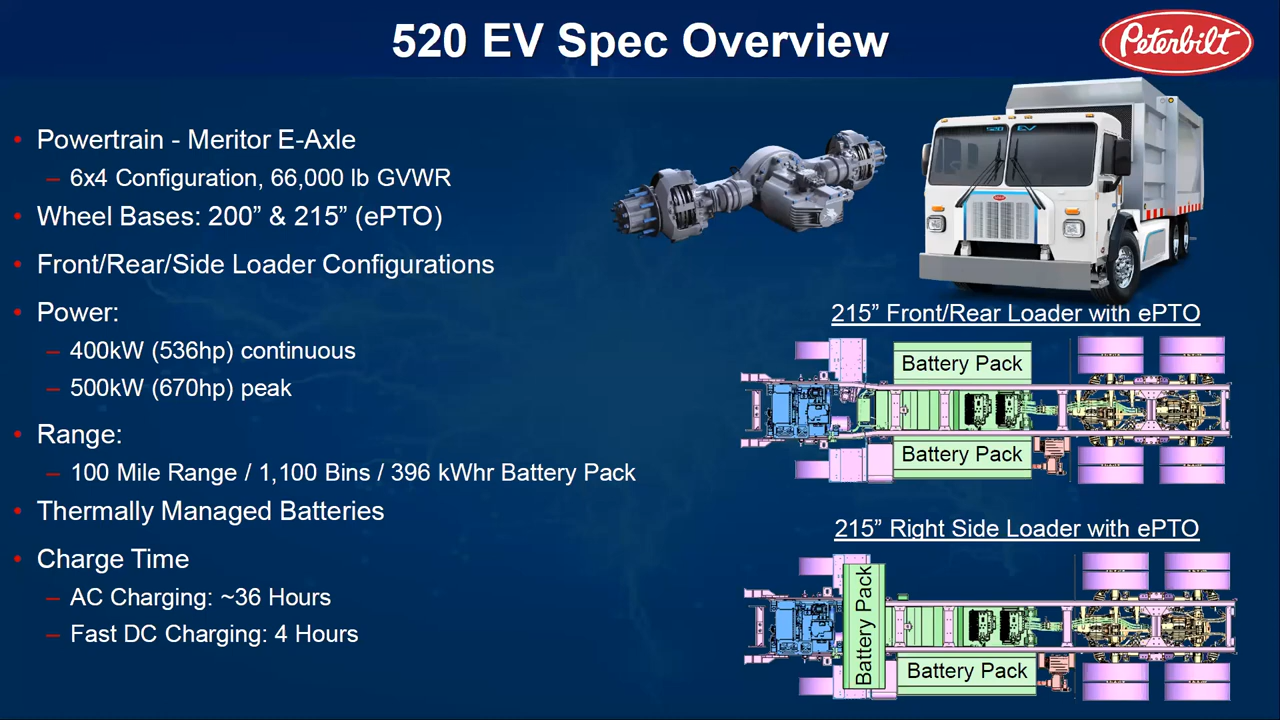 520 EV Spec Overview
Peterbilt
• Powertrain - Meritor E-Axle
– 6x4 Configuration, 66,000 lb GVWR
• Wheel Bases: 200” & 215” (ePTO)
• Front/Rear/Side Loader Configurations
• Power:
– 400kW (536hp) continuous
– 500kW (670hp) peak
• Range:
– 100 Mile Range / 1,100 Bins / 396 kWhr Battery Pack
• Thermally Managed Batteries
• Charge Time
– AC Charging: ~36 Hours
– Fast DC Charging: 4 Hours
520 EV
215” Front/Rear Loader with ePTO
Battery Pack
Battery Pack
215” Right Side Loader with ePTO
Battery Pack
Battery Pack